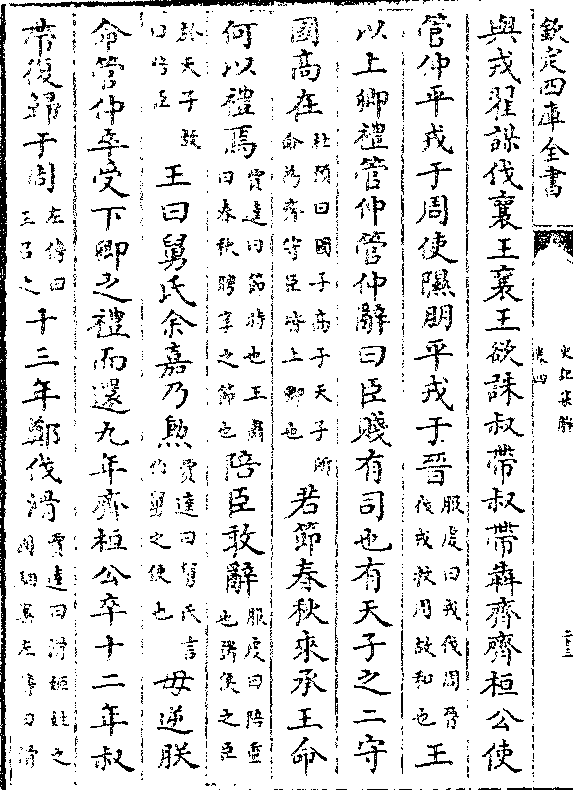 欽定四庫全書
史記集解
卷四
與戎翟謀伐襄王襄王欲誅叔帶叔帶犇齊齊桓公使
管仲平戎于周使隰朋平戎于晉服虔曰戎伐周晉伐戎救周故和也王
以上卿禮管仲管仲辭曰臣賤有司也有天子之二守
國高在杜預曰國子高子天子所命為齊守臣皆上卿也若節春秋來承王命
何以禮焉賈逵曰節時也王肅曰春秋聘享之節也陪臣敢辭服虔曰陪重也諸侯之臣
於天子故曰陪臣王曰舅氏余嘉乃勲賈逵曰舅氏言伯舅之使也毋逆朕
命管仲卒受下卿之禮而還九年齊桓公卒十二年叔
帶復歸于周左傳曰王召之十三年鄭伐滑賈逵曰滑姬姓之國駰案左傳曰滑